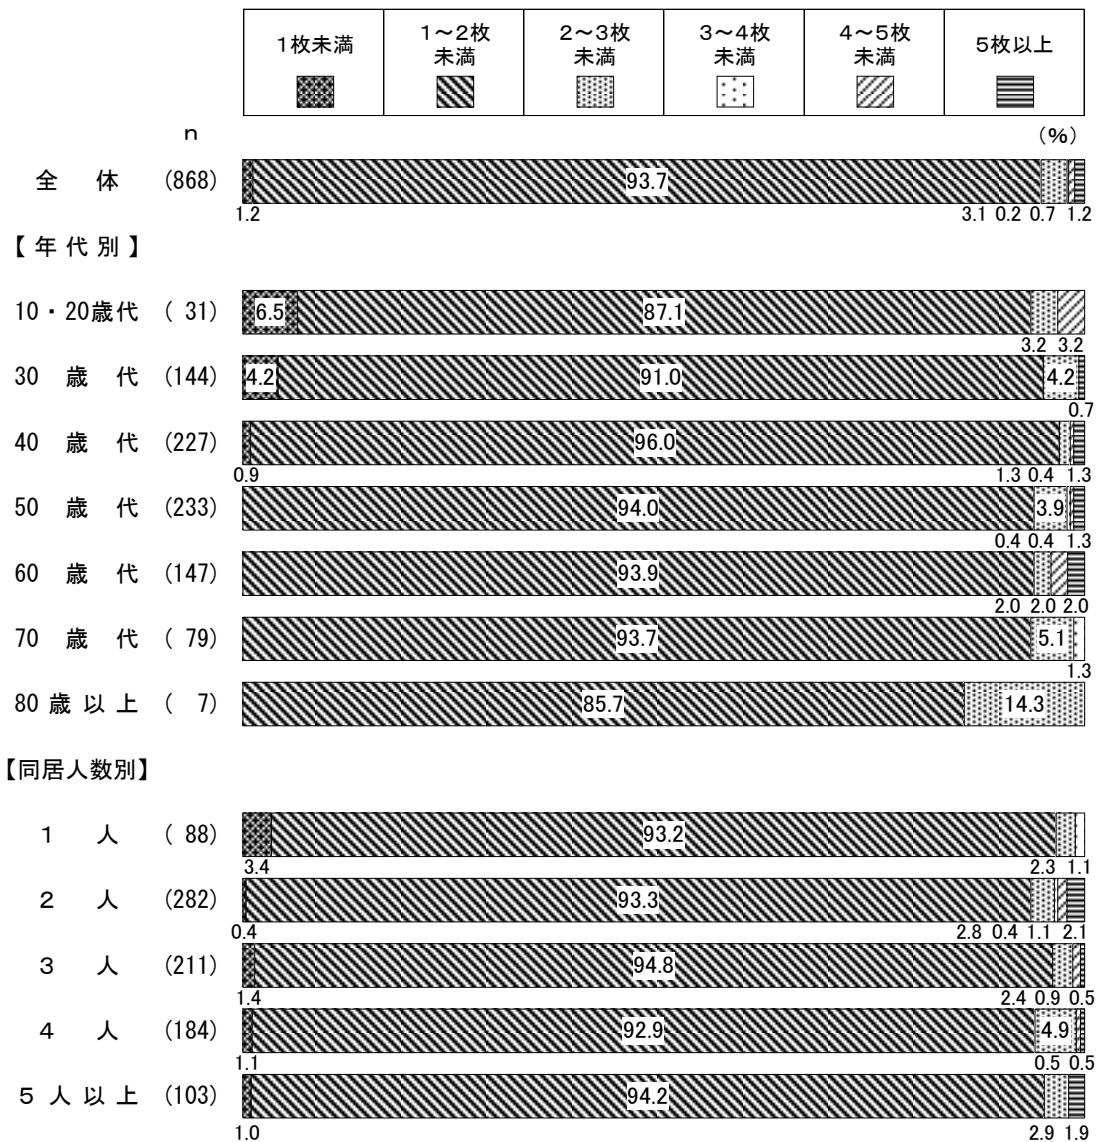 1枚未満 1～2枚未満 2～3枚未満 3～4枚未満 4～5枚未満 5枚以上
n (%)
全体 (868) 93.7
1.2 3.1 0.2 0.7 1.2
【年代別】
10・20歳代 ( 31) 6.5 87.1
3.2 3.2
30歳代 (144) 4.2 91.0 4.2
0.7
40歳代 (227) 96.0
0.9 1.3 0.4 1.3
50歳代 (233) 94.0 3.9
0.4 0.4 1.3
60歳代 (147) 93.9
2.0 2.0 2.0
70歳代 ( 79) 93.7 5.1
1.3
80歳以上 ( 7) 85.7 14.3
【同居人数別】
1人 ( 88) 93.2
3.4 2.3 1.1
2人 (282) 93.3
0.4 2.8 0.4 1.1 2.1
3人 (211) 94.8
1.4 2.4 0.9 0.5
4人 (184) 92.9 4.9
1.1 0.5 0.5
5人以上 (103) 94.2
1.0 2.9 1.9